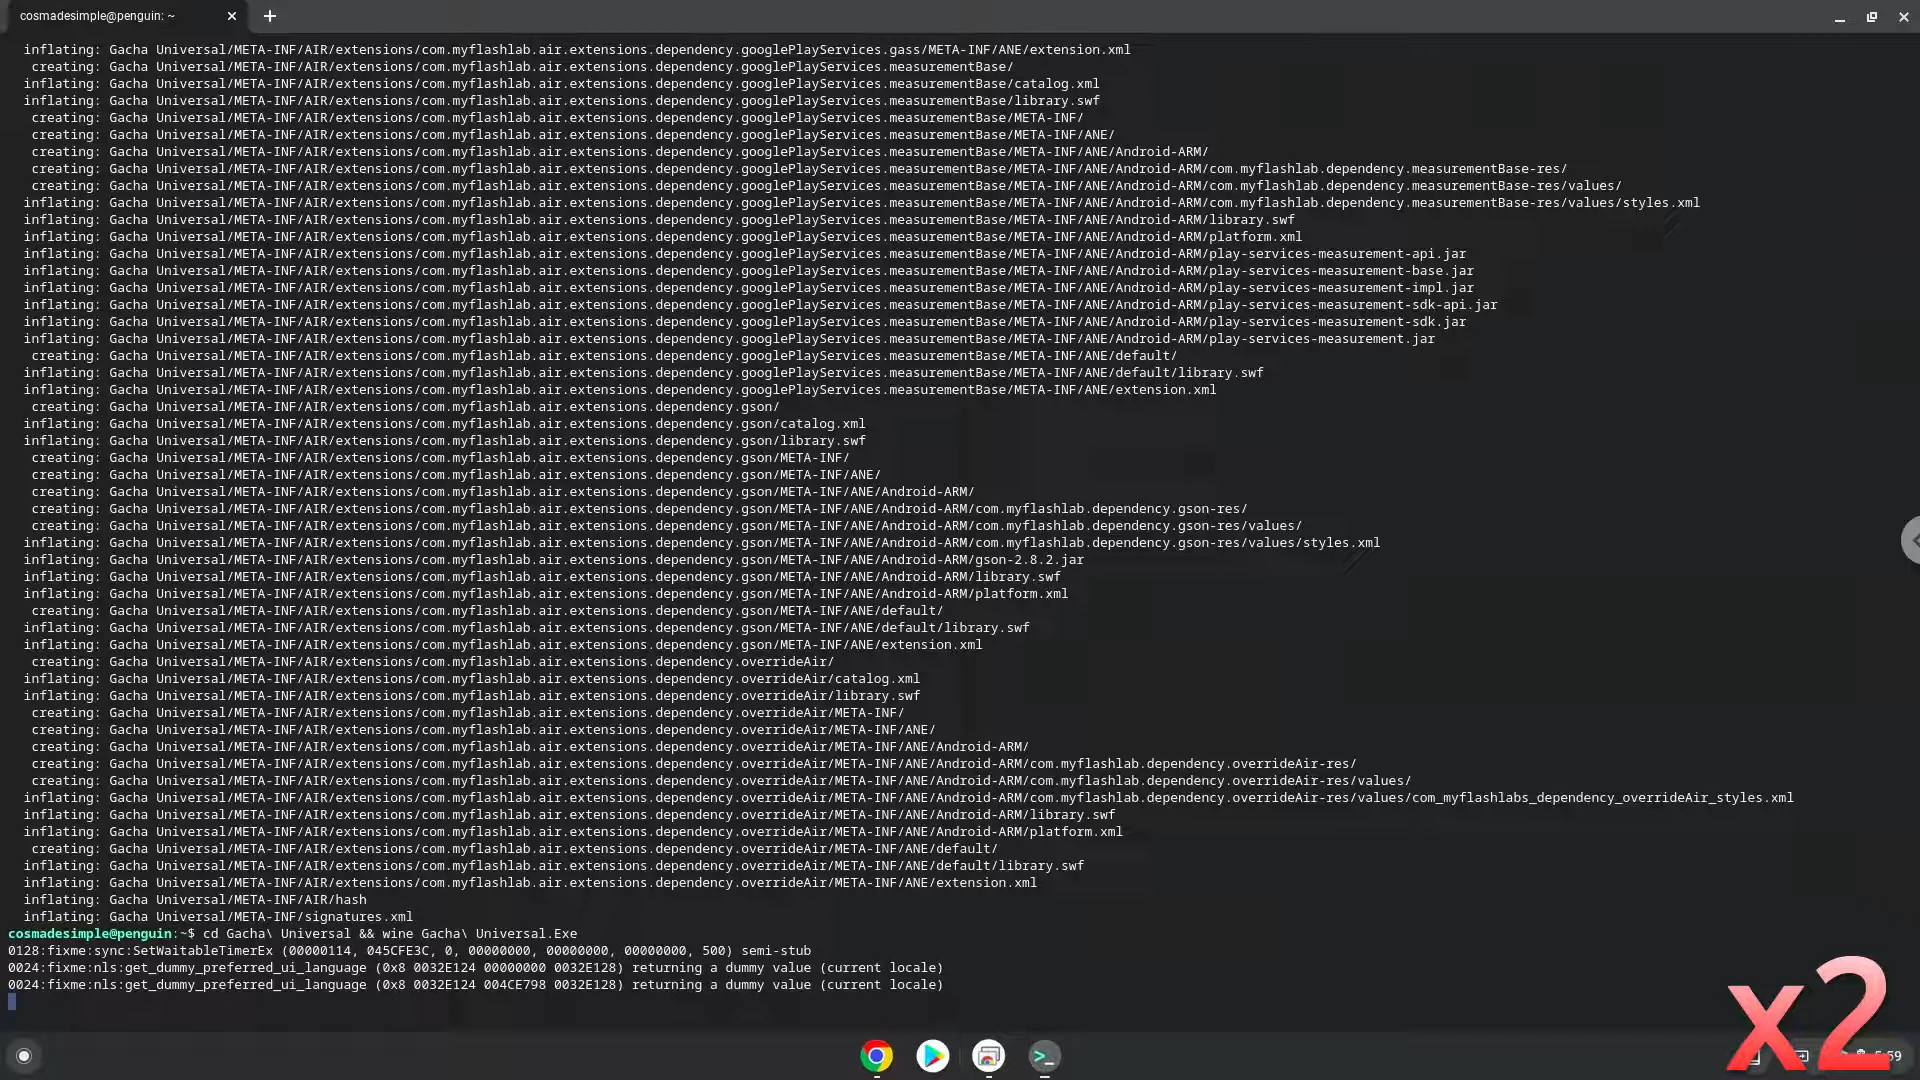 cosmadesimple@penguin: ~
inflating: Gacha Universal/META-INF/AIR/extensions/com.myflashlab.air.extensions.dependency.googlePlayServices.gass/META-INF/ANE/extension.xml
creating: Gacha Universal/META-INF/AIR/extensions/com.myflashlab.air.extensions.dependency.googlePlayServices.measurementBase/
inflating: Gacha Universal/META-INF/AIR/extensions/com.myflashlab.air.extensions.dependency.googlePlayServices.measurementBase/catalog.xml
inflating: Gacha Universal/META-INF/AIR/extensions/com.myflashlab.air.extensions.dependency.googlePlayServices.measurementBase/library.swf
creating: Gacha Universal/META-INF/AIR/extensions/com.myflashlab.air.extensions.dependency.googlePlayServices.measurementBase/META-INF/
creating: Gacha Universal/META-INF/AIR/extensions/com.myflashlab.air.extensions.dependency.googlePlayServices.measurementBase/META-INF/ANE/
creating: Gacha Universal/META-INF/AIR/extensions/com.myflashlab.air.extensions.dependency.googlePlayServices.measurementBase/META-INF/ANE/Android-ARM/
creating: Gacha Universal/META-INF/AIR/extensions/com.myflashlab.air.extensions.dependency.googlePlayServices.measurementBase/META-INF/ANE/Android-ARM/com.myflashlab.dependency.measurementBase-res/
creating: Gacha Universal/META-INF/AIR/extensions/com.myflashlab.air.extensions.dependency.googlePlayServices.measurementBase/META-INF/ANE/Android-ARM/com.myflashlab.dependency.measurementBase-res/values/
inflating: Gacha Universal/META-INF/AIR/extensions/com.myflashlab.air.extensions.dependency.googlePlayServices.measurementBase/META-INF/ANE/Android-ARM/com.myflashlab.dependency.measurementBase-res/values/styles.xml
inflating: Gacha Universal/META-INF/AIR/extensions/com.myflashlab.air.extensions.dependency.googlePlayServices.measurementBase/META-INF/ANE/Android-ARM/library.swf
inflating: Gacha Universal/META-INF/AIR/extensions/com.myflashlab.air.extensions.dependency.googlePlayServices.measurementBase/META-INF/ANE/Android-ARM/platform.xml
inflating: Gacha Universal/META-INF/AIR/extensions/com.myflashlab.air.extensions.dependency.googlePlayServices.measurementBase/META-INF/ANE/Android-ARM/play-services-measurement-api.jar
inflating: Gacha Universal/META-INF/AIR/extensions/com.myflashlab.air.extensions.dependency.googlePlayServices.measurementBase/META-INF/ANE/Android-ARM/play-services-measurement-base.jar
inflating: Gacha Universal/META-INF/AIR/extensions/com.myflashlab.air.extensions.dependency.googlePlayServices.measurementBase/META-INF/ANE/Android-ARM/play-services-measurement-impl.jar
inflating: Gacha Universal/META-INF/AIR/extensions/com.myflashlab.air.extensions.dependency.googlePlayServices.measurementBase/META-INF/ANE/Android-ARM/play-services-measurement-sdk-api.jar
inflating: Gacha Universal/META-INF/AIR/extensions/com.myflashlab.air.extensions.dependency.googlePlayServices.measurementBase/META-INF/ANE/Android-ARM/play-services-measurement-sdk.jar
inflating: Gacha Universal/META-INF/AIR/extensions/com.myflashlab.air.extensions.dependency.googlePlayServices.measurementBase/META-INF/ANE/Android-ARM/play-services-measurement.jar
creating: Gacha Universal/META-INF/AIR/extensions/com.myflashlab.air.extensions.dependency.googlePlayServices.measurementBase/META-INF/ANE/default/
inflating: Gacha Universal/META-INF/AIR/extensions/com.myflashlab.air.extensions.dependency.googlePlayServices.measurementBase/META-INF/ANE/default/library.swf
inflating: Gacha Universal/META-INF/AIR/extensions/com.myflashlab.air.extensions.dependency.googlePlayServices.measurementBase/META-INF/ANE/extension.xml
creating: Gacha Universal/META-INF/AIR/extensions/com.myflashlab.air.extensions.dependency.gson/
inflating: Gacha Universal/META-INF/AIR/extensions/com.myflashlab.air.extensions.dependency.gson/catalog.xml
inflating: Gacha Universal/META-INF/AIR/extensions/com.myflashlab.air.extensions.dependency.gson/library.swf
creating: Gacha Universal/META-INF/AIR/extensions/com.myflashlab.air.extensions.dependency.gson/META-INF/
creating: Gacha Universal/META-INF/AIR/extensions/com.myflashlab.air.extensions.dependency.gson/META-INF/ANE/
creating: Gacha Universal/META-INF/AIR/extensions/com.myflashlab.air.extensions.dependency.gson/META-INF/ANE/Android-ARM/
creating: Gacha Universal/META-INF/AIR/extensions/com.myflashlab.air.extensions.dependency.gson/META-INF/ANE/Android-ARM/com.myflashlab.dependency.gson-res/
creating: Gacha Universal/META-INF/AIR/extensions/com.myflashlab.air.extensions.dependency.gson/META-INF/ANE/Android-ARM/com.myflashlab.dependency.gson-res/values/
inflating: Gacha Universal/META-INF/AIR/extensions/com.myflashlab.air.extensions.dependency.gson/META-INF/ANE/Android-ARM/com.myflashlab.dependency.gson-res/values/styles.xml
inflating: Gacha Universal/META-INF/AIR/extensions/com.myflashlab.air.extensions.dependency.gson/META-INF/ANE/Android-ARM/gson-2.8.2.jar
inflating: Gacha Universal/META-INF/AIR/extensions/com.myflashlab.air.extensions.dependency.gson/META-INF/ANE/Android-ARM/library.swf
inflating: Gacha Universal/META-INF/AIR/extensions/com.myflashlab.air.extensions.dependency.gson/META-INF/ANE/Android-ARM/platform.xml
creating: Gacha Universal/META-INF/AIR/extensions/com.myflashlab.air.extensions.dependency.gson/META-INF/ANE/default/
inflating: Gacha Universal/META-INF/AIR/extensions/com.myflashlab.air.extensions.dependency.gson/META-INF/ANE/default/library.swf
inflating: Gacha Universal/META-INF/AIR/extensions/com.myflashlab.air.extensions.dependency.gson/META-INF/ANE/extension.xml
creating: Gacha Universal/META-INF/AIR/extensions/com.myflashlab.air.extensions.dependency.overrideAir/
inflating: Gacha Universal/META-INF/AIR/extensions/com.myflashlab.air.extensions.dependency.overrideAir/catalog.xml
inflating: Gacha Universal/META-INF/AIR/extensions/com.myflashlab.air.extensions.dependency.overrideAir/library.swf
creating: Gacha Universal/META-INF/AIR/extensions/com.myflashlab.air.extensions.dependency.overrideAir/META-INF/
creating: Gacha Universal/META-INF/AIR/extensions/com.myflashlab.air.extensions.dependency.overrideAir/META-INF/ANE/
creating: Gacha Universal/META-INF/AIR/extensions/com.myflashlab.air.extensions.dependency.overrideAir/META-INF/ANE/Android-ARM/
creating: Gacha Universal/META-INF/AIR/extensions/com.myflashlab.air.extensions.dependency.overrideAir/META-INF/ANE/Android-ARM/com.myflashlab.dependency.overrideAir-res/
creating: Gacha Universal/META-INF/AIR/extensions/com.myflashlab.air.extensions.dependency.overrideAir/META-INF/ANE/Android-ARM/com.myflashlab.dependency.overrideAir-res/values/
inflating: Gacha Universal/META-INF/AIR/extensions/com.myflashlab.air.extensions.dependency.overrideAir/META-INF/ANE/Android-ARM/com.myflashlab.dependency.overrideAir-res/values/com_myflashlabs_dependency_overrideAir_styles.xml
inflating: Gacha Universal/META-INF/AIR/extensions/com.myflashlab.air.extensions.dependency.overrideAir/META-INF/ANE/Android-ARM/library.swf
inflating: Gacha Universal/META-INF/AIR/extensions/com.myflashlab.air.extensions.dependency.overrideAir/META-INF/ANE/Android-ARM/platform.xml
creating: Gacha Universal/META-INF/AIR/extensions/com.myflashlab.air.extensions.dependency.overrideAir/META-INF/ANE/default/
inflating: Gacha Universal/META-INF/AIR/extensions/com.myflashlab.air.extensions.dependency.overrideAir/META-INF/ANE/default/library.swf
inflating: Gacha Universal/META-INF/AIR/extensions/com.myflashlab.air.extensions.dependency.overrideAir/META-INF/ANE/extension.xml
inflating: Gacha Universal/META-INF/AIR/hash
inflating: Gacha Universal/META-INF/signatures.xml
cosmadesimple@penguin:~$ cd Gacha\ Universal && wine Gacha\ Universal.Exe
0128:fixme:sync:SetWaitableTimerEx (00000114, 045CFE3C, 0, 00000000, 00000000, 00000000, 500) semi-stub
0024:fixme:nls:get_dummy_preferred_ui_language (0x8 0032E124 00000000 0032E128) returning a dummy value (current locale)
0024:fixme:nls:get_dummy_preferred_ui_language (0x8 0032E124 004CE798 0032E128) returning a dummy value (current locale)
x2